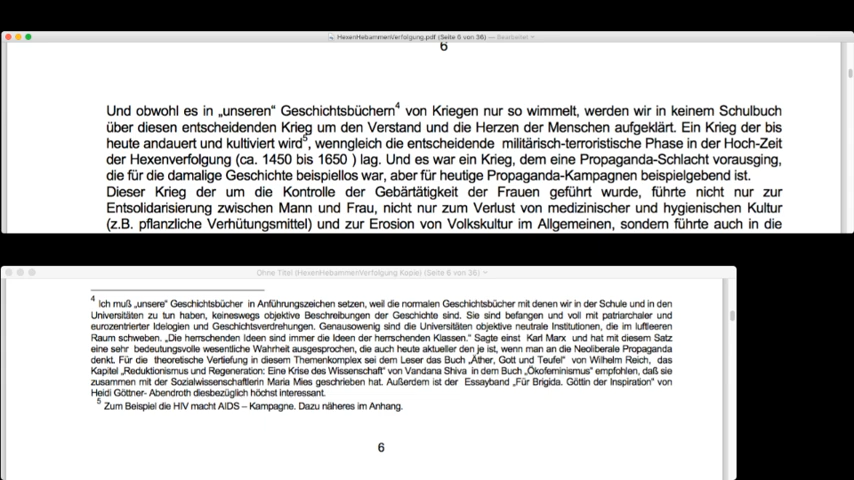 HexenHebammenVerfolgung.pdf (Seite 6 von 36) — Bearbeitet
6
Und obwohl es in „unseren“ Geschichtsbüchern4 von Kriegen nur so wimmelt, werden wir in keinem Schulbuch
über diesen entscheidenden Krieg um den Verstand und die Herzen der Menschen aufgeklärt. Ein Krieg der bis
heute andauert und kultiviert wird5, wenngleich die entscheidende militärisch-terroristische Phase in der Hoch-Zeit
der Hexenverfolgung (ca. 1450 bis 1650 ) lag. Und es war ein Krieg, dem eine Propaganda-Schlacht vorausging,
die für die damalige Geschichte beispiellos war, aber für heutige Propaganda-Kampagnen beispielgebend ist.
Dieser Krieg der um die Kontrolle der Gebärtätigkeit der Frauen geführt wurde, führte nicht nur zur
Entsolidarisierung zwischen Mann und Frau, nicht nur zum Verlust von medizinischer und hygienischen Kultur
(z.B. pflanzliche Verhütungsmittel) und zur Erosion von Volkskultur im Allgemeinen, sondern führte auch in die
Ohne Titel (HexenHebammenVerfolgung Kopie) (Seite 6 von 36)
4 Ich muß „unsere“ Geschichtsbücher in Anführungszeichen setzen, weil die normalen Geschichtsbücher mit denen wir in der Schule und in den
Universitäten zu tun haben, keineswegs objektive Beschreibungen der Geschichte sind. Sie sind befangen und voll mit patriarchaler und
eurozentrierter Idelogien und Geschichtsverdrehungen. Genausowenig sind die Universitäten objektive neutrale Institutionen, die im luftleeren
Raum schweben. „Die herrschenden Ideen sind immer die Ideen der herrschenden Klassen.“ Sagte einst Karl Marx und hat mit diesem Satz
eine sehr bedeutungsvolle wesentliche Wahrheit ausgesprochen, die auch heute aktueller den je ist, wenn man an die Neoliberale Propaganda
denkt. Für die theoretische Vertiefung in diesem Themenkomplex sei dem Leser das Buch „Äther, Gott und Teufel“ von Wilhelm Reich, das
Kapitel „Reduktionismus und Regeneration: Eine Krise des Wissenschaft“ von Vandana Shiva in dem Buch „Ökofeminismus“ empfohlen, daß sie
zusammen mit der Sozialwissenschaftlerin Maria Mies geschrieben hat. Außerdem ist der Essayband „Für Brigida. Göttin der Inspiration“ von
Heidi Göttner- Abendroth diesbezüglich höchst interessant.
5 Zum Beispiel die HIV macht AIDS – Kampagne. Dazu näheres im Anhang.
6